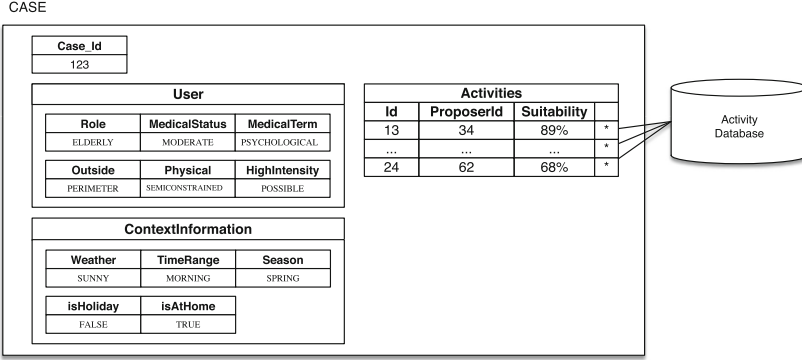 CASE
Case_Id
123
User
Role MedicalStatus MedicalTerm
ELDERLY MODERATE PSYCHOLOGICAL
Outside Physical HighIntensity
PERIMETER SEMICONSTRAINED POSSIBLE
ContextInformation
Weather TimeRange Season
SUNNY MORNING SPRING
isHoliday isAtHome
FALSE TRUE
Activities
Id ProposerId Suitability
13 34 89% *
... ... ... *
24 62 68% *
Activity
Database